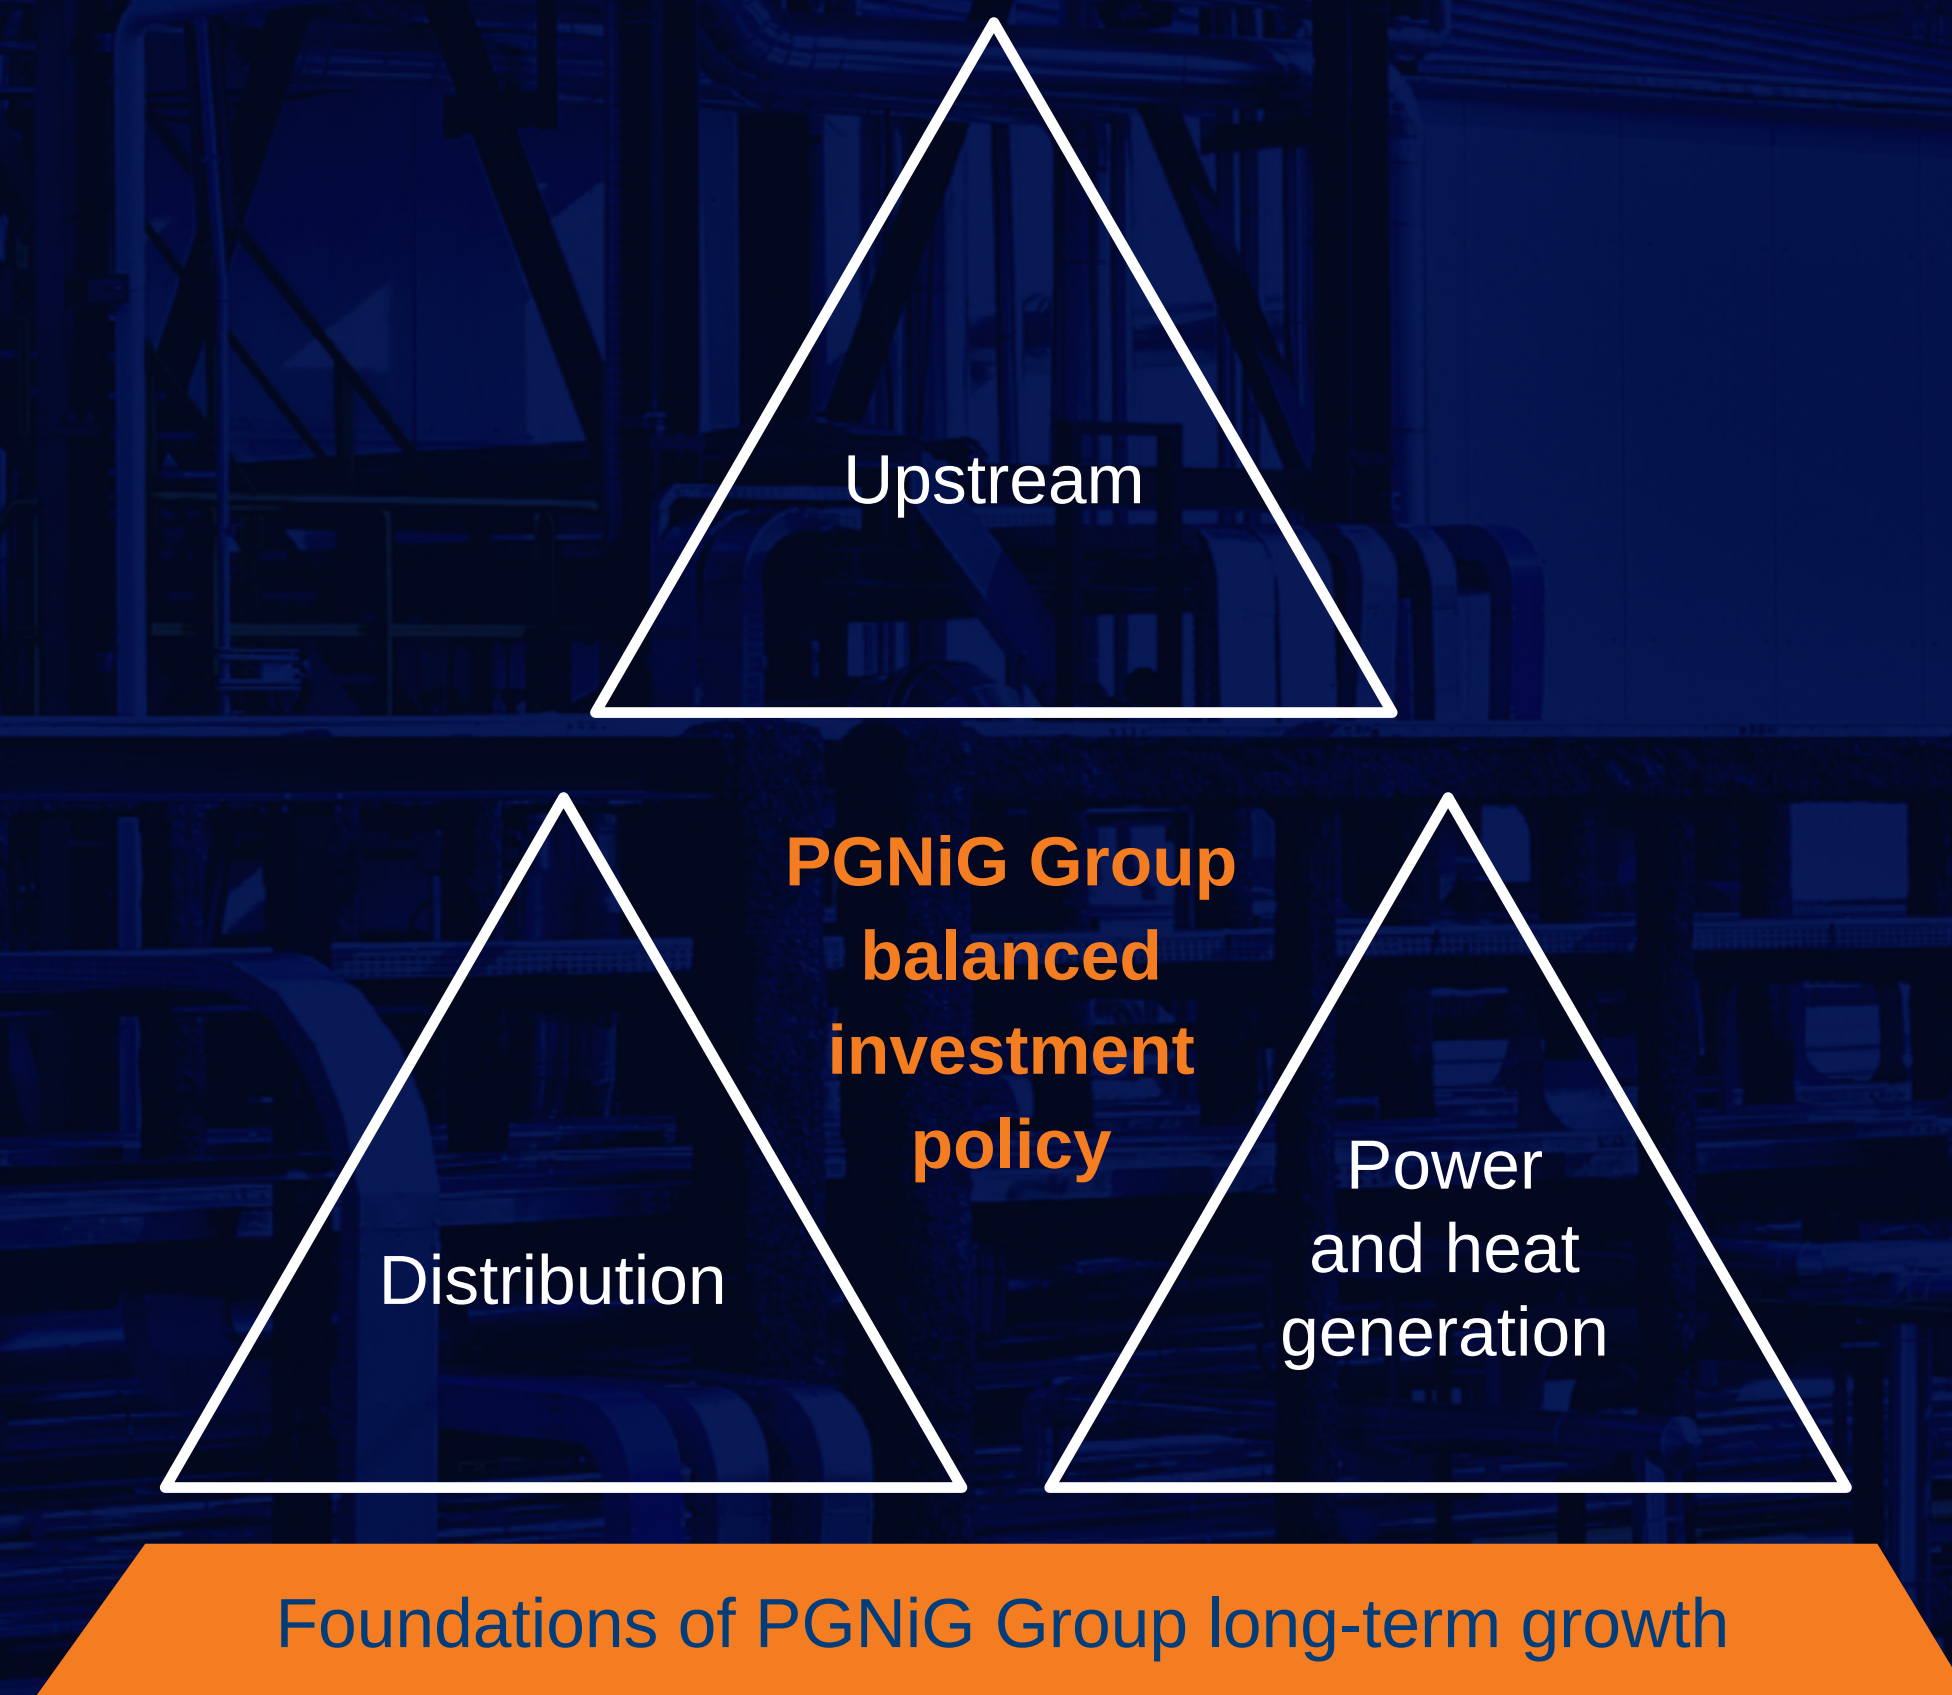 Upstream
PGNiG Group
balanced
investment
policy
Distribution
Power
and heat
generation
Foundations of PGNiG Group long-term growth